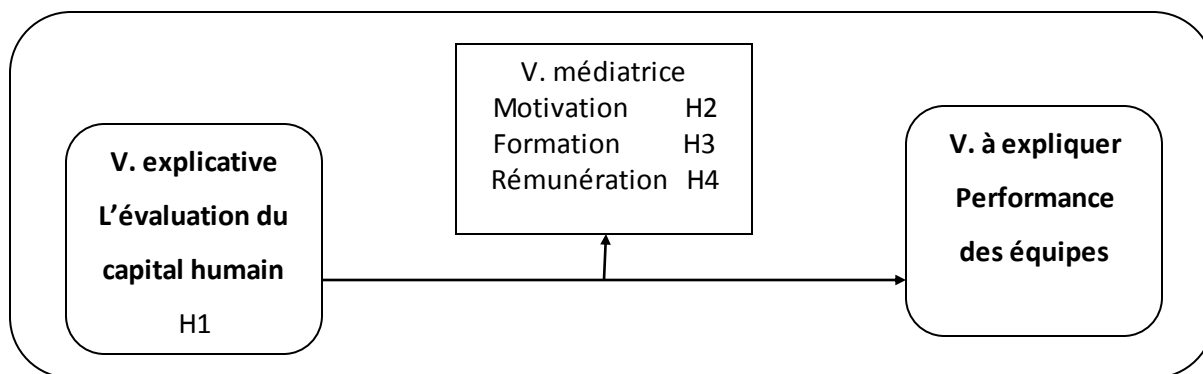 V. médiatrice
Motivation H2
Formation H3
Rémunération H4
V. explicative
L’évaluation du
capital humain
H1
V. à expliquer
Performance
des équipes